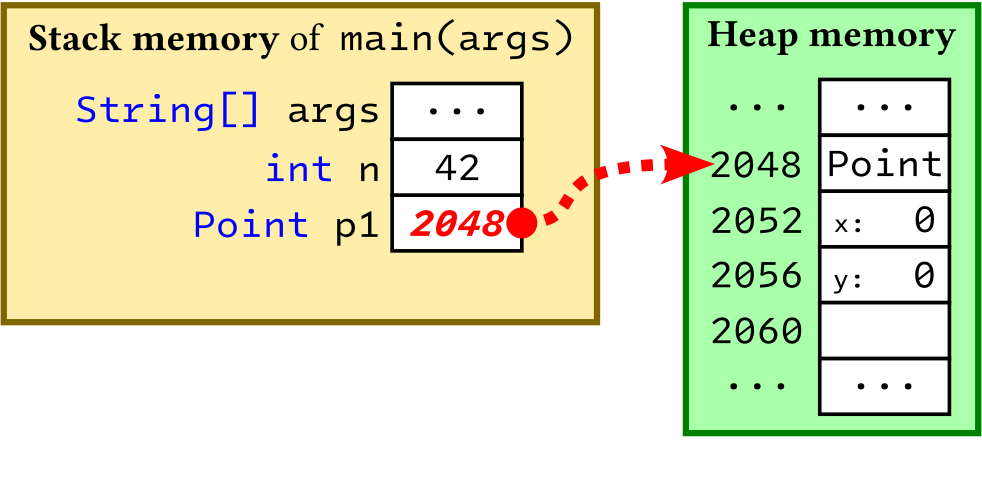 Stack memory of main(args)
String[] args ...
int n 42
Point p1 2048
Heap memory
... ...
2048 Point
2052 x: 0
2056 y: 0
2060
... ...